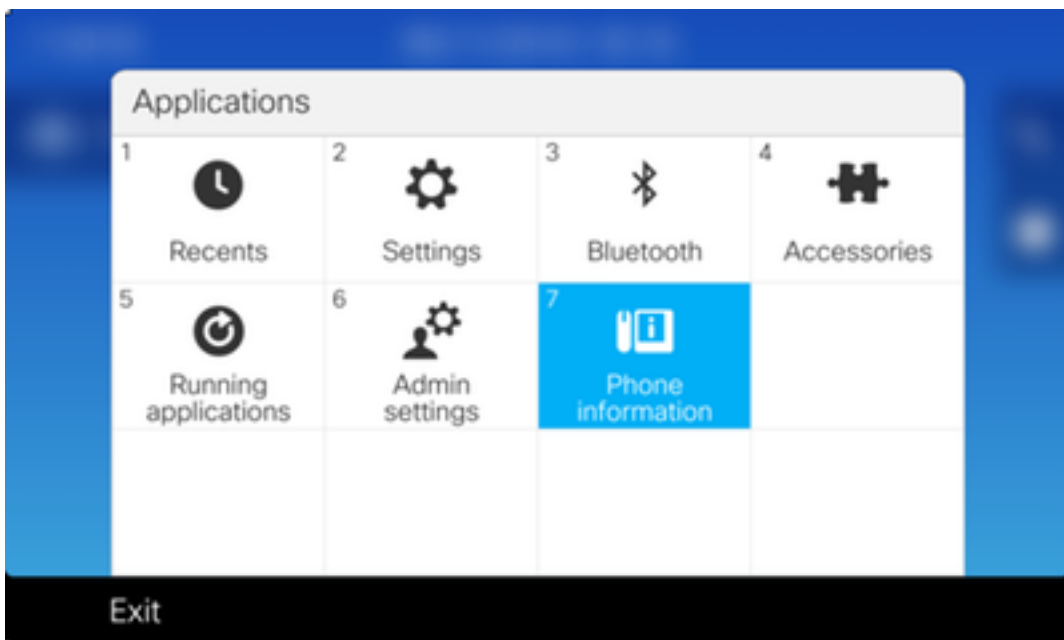 Applications
1
Recents
2
Settings
3
Bluetooth
4
Accessories
5
Running
applications
6
Admin
settings
7
Phone
information
Exit